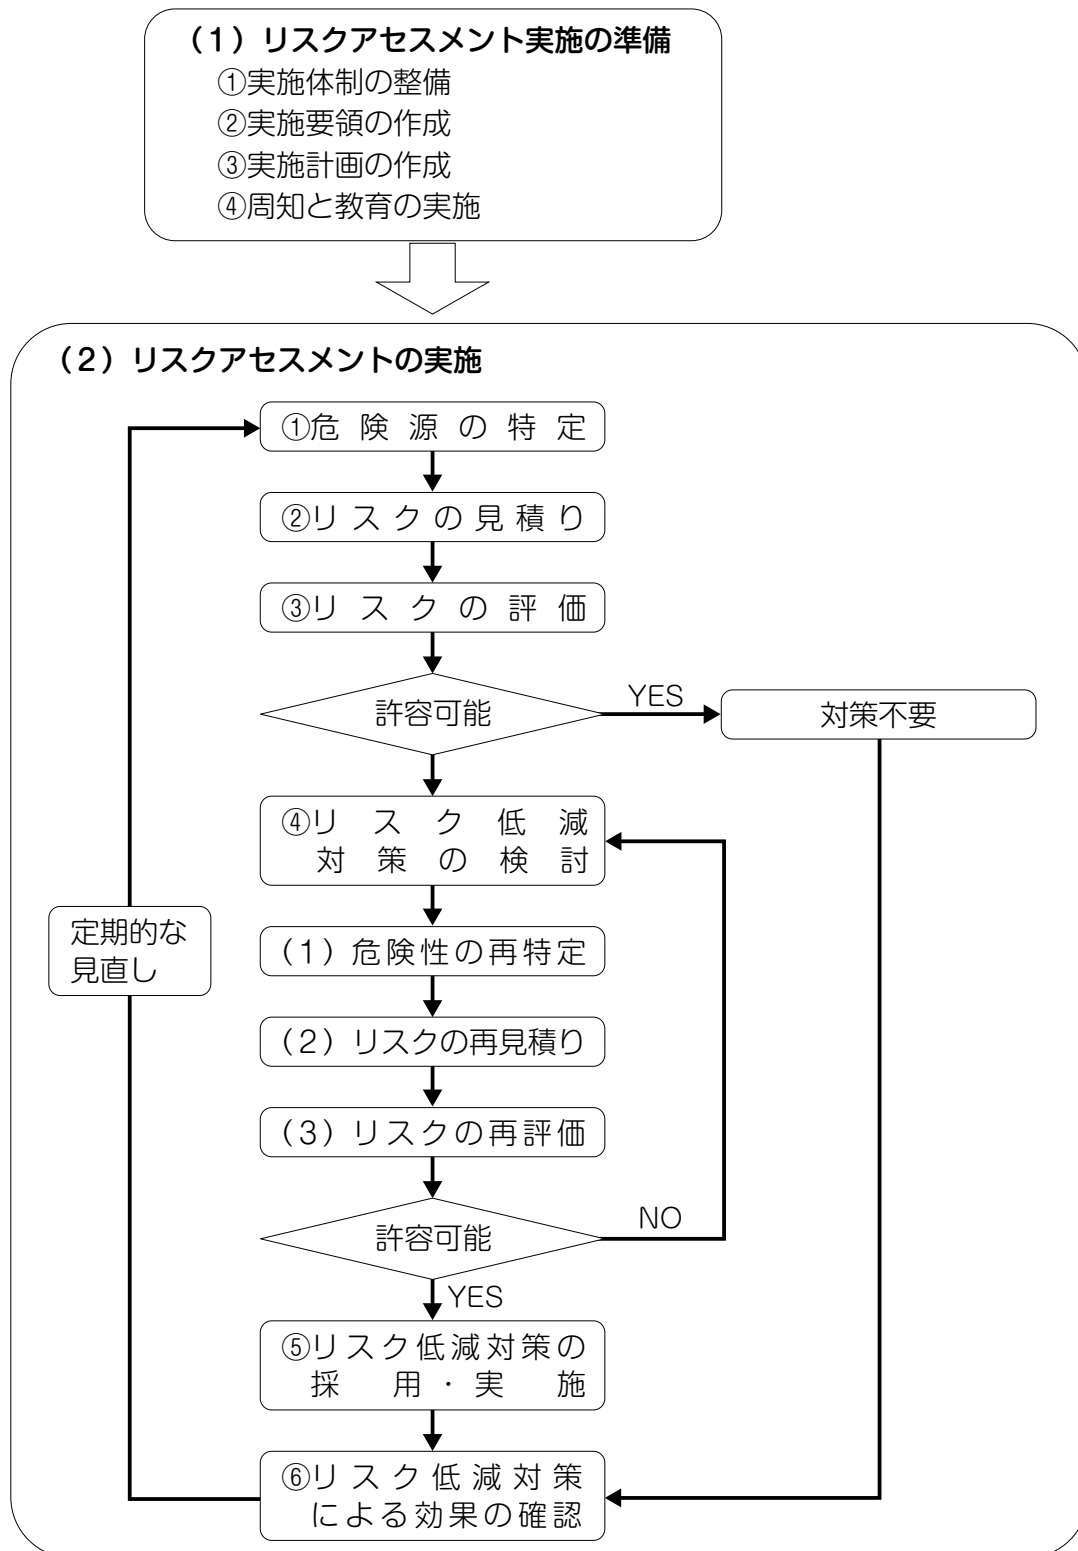 （１）リスクアセスメント実施の準備
①実施体制の整備
②実施要領の作成
③実施計画の作成
④周知と教育の実施
（２）リスクアセスメントの実施
①危険源の特定
②リスクの見積り
③リスクの評価
許容可能
YES
対策不要
④リスク低減
対策の検討
定期的な
見直し
（１）危険性の再特定
（２）リスクの再見積り
（３）リスクの再評価
許容可能
NO
YES
⑤リスク低減対策の
採用・実施
⑥リスク低減対策
による効果の確認